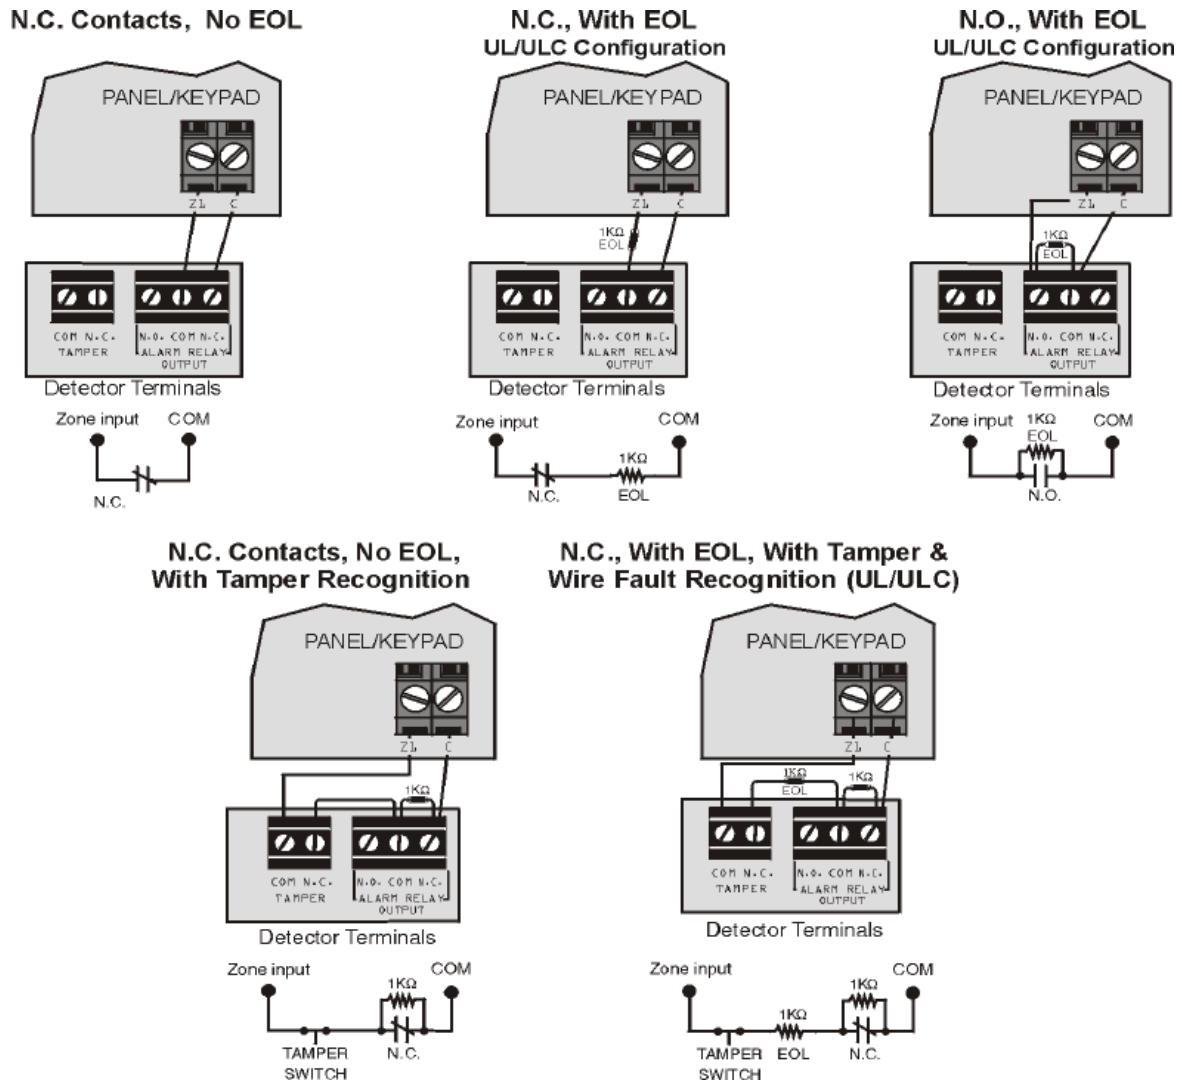 N.C. Contacts, No EOL
PANEL/KEYPAD
Z1 C
COM N.C. N.O. COM N.C.
TAMPER ALARM RELAY
OUTPUT
Detector Terminals
Zone input COM
N.C.
N.C., With EOL
UL/ULC Configuration
PANEL/KEYPAD
Z1 C
1KΩ
EOL
COM N.C. N.O. COM N.C.
TAMPER ALARM RELAY
OUTPUT
Detector Terminals
Zone input COM
1KΩ
N.C. EOL
N.O., With EOL
UL/ULC Configuration
PANEL/KEYPAD
Z1 C
1KΩ
EOL
COM N.C. N.O. COM N.C.
TAMPER ALARM RELAY
OUTPUT
Detector Terminals
Zone input 1KΩ COM
EOL
N.O.
N.C. Contacts, No EOL,
With Tamper Recognition
PANEL/KEYPAD
Z1 C
1KΩ
COM N.C. N.O. COM N.C.
TAMPER ALARM RELAY
OUTPUT
Detector Terminals
Zone input COM
1KΩ
TAMPER N.C.
SWITCH
N.C., With EOL, With Tamper &
Wire Fault Recognition (UL/ULC)
PANEL/KEYPAD
Z1 C
1KΩ 1KΩ
EOL
COM N.C. N.O. COM N.C.
TAMPER ALARM RELAY
OUTPUT
Detector Terminals
Zone input COM
1KΩ
1KΩ
TAMPER EOL N.C.
SWITCH